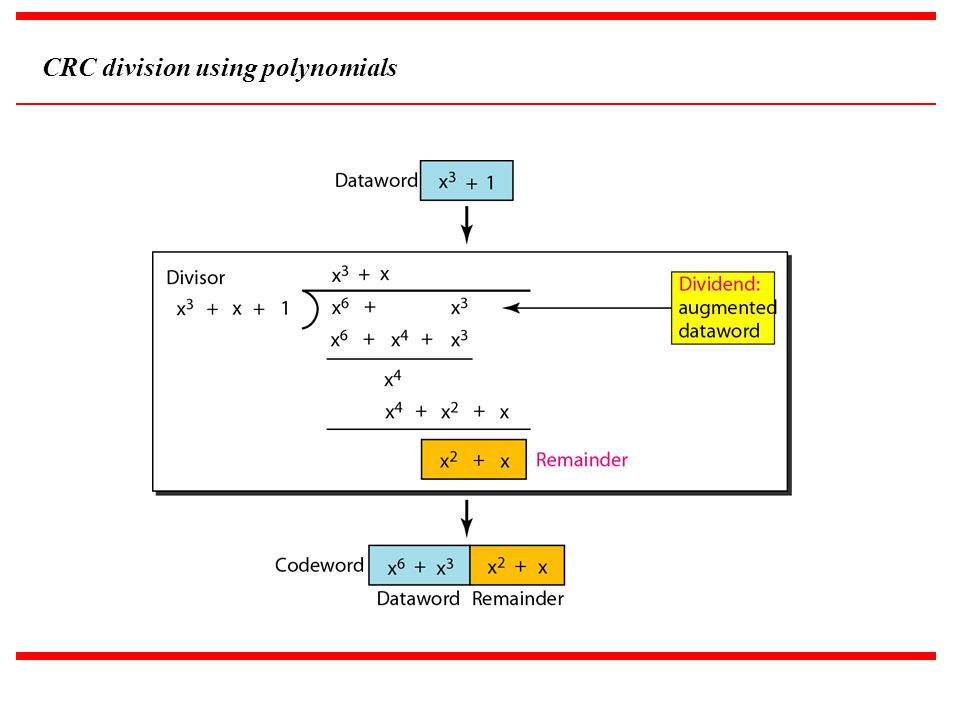 CRC division using polynomials
Dataword x³ + 1
Divisor
x³ + x
Dividend:
augmented
dataword
x³ + x + 1
x⁶ + x³
x⁶ + x⁴ + x³
x⁴
x⁴ + x² + x
x² + x Remainder
Codeword x⁶ + x³ x² + x
Dataword Remainder